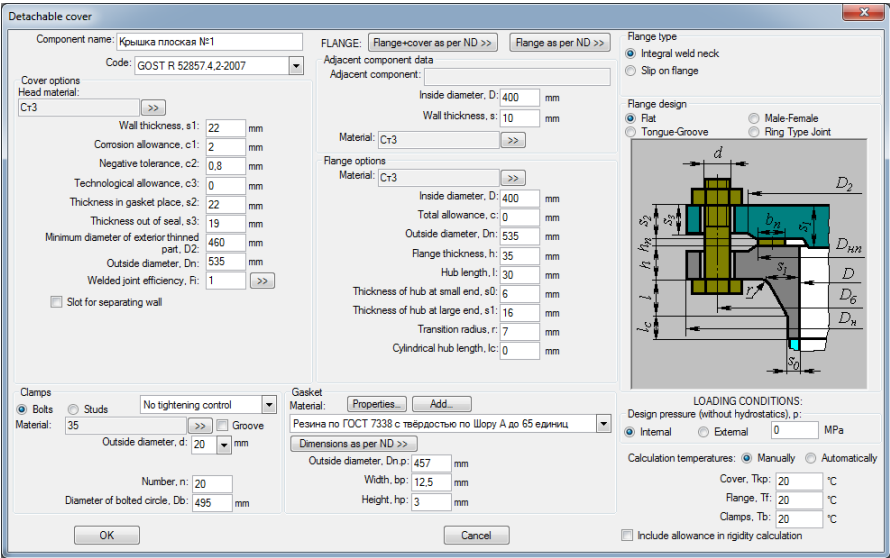 Detachable cover
Component name: Крышка плоская №1
Code: GOST R 52857.4,2-2007
Cover options
Head material:
Ст3 >>
Wall thickness, s1: 22 mm
Corrosion allowance, c1: 2 mm
Negative tolerance, c2: 0,8 mm
Technological allowance, c3: 0 mm
Thickness in gasket place, s2: 22 mm
Thickness out of seal, s3: 19 mm
Minimum diameter of exterior thinned
part, D2: 460 mm
Outside diameter, Dn: 535 mm
Welded joint efficiency, Fi: 1 >>
Slot for separating wall
FLANGE: Flange+cover as per ND >> Flange as per ND >>
Adjacent component data
Adjacent component:
Inside diameter, D: 400 mm
Wall thickness, s: 10 mm
Material: Ст3 >>
Flange options
Material: Ст3 >>
Inside diameter, D: 400 mm
Total allowance, c: 0 mm
Outside diameter, Dn: 535 mm
Flange thickness, h: 35 mm
Hub length, l: 30 mm
Thickness of hub at small end, s0: 6 mm
Thickness of hub at large end, s1: 16 mm
Transition radius, r: 7 mm
Cylindrical hub length, lc: 0 mm
Flange type
Integral weld neck
Slip on flange
Flange design
Flat Male-Female
Tongue-Groove Ring Type Joint
d
D2
s2 s3 bп s1
hп Dнп
h s1 D
l r Dб
lc Dн
s0
Clamps
Bolts Studs No tightening control
Material: 35 >> Groove
Outside diameter, d: 20 mm
Number, n: 20
Diameter of bolted circle, Db: 495 mm
Gasket
Material: Properties... Add...
Резина по ГОСТ 7338 с твёрдостью по Шору А до 65 единиц
Dimensions as per ND >>
Outside diameter, Dn.p: 457 mm
Width, bp: 12,5 mm
Height, hp: 3 mm
LOADING CONDITIONS:
Design pressure (without hydrostatics), p:
Internal External 0 MPa
Calculation temperatures: Manually Automatically
Cover, Tkp: 20 °C
Flange, Tf: 20 °C
Clamps, Tb: 20 °C
Include allowance in rigidity calculation
OK Cancel